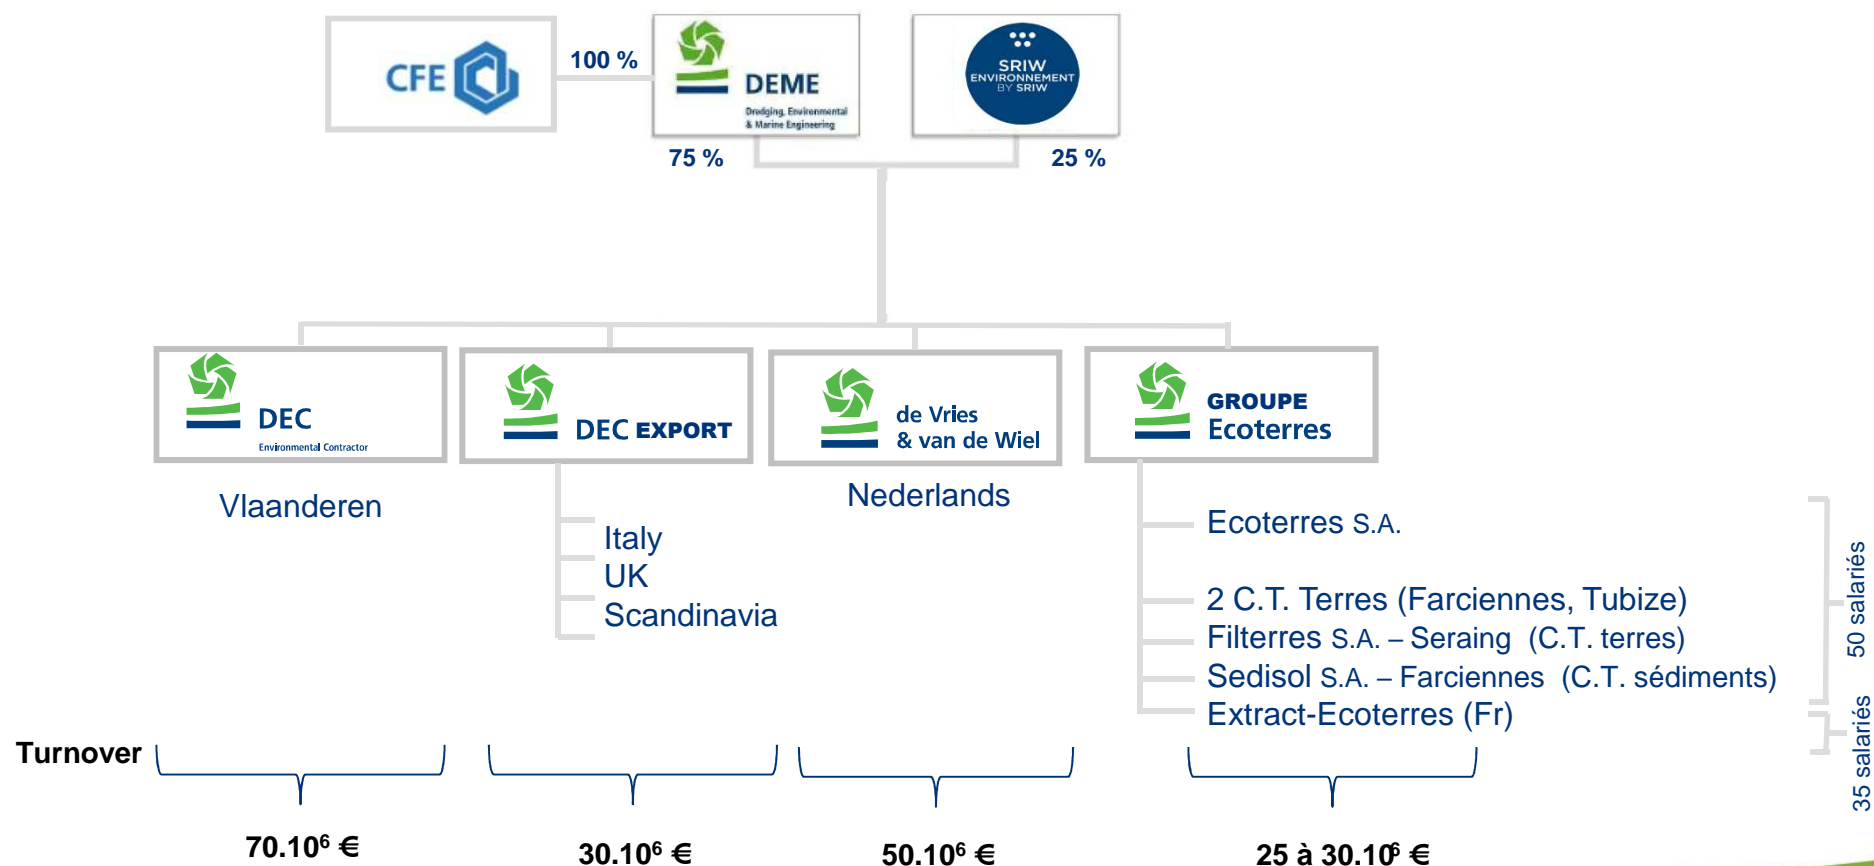 CFE
100 %
DEME
Dredging, Environmental
& Marine Engineering
SRIW
ENVIRONNEMENT
BY SRIW
75 %
25 %
DEC
Environmental Contractor
DEC EXPORT
de Vries
& van de Wiel
GROUPE
Ecoterres
Vlaanderen
Italy
UK
Scandinavia
Nederlands
Ecoterres S.A.
2 C.T. Terres (Farciennes, Tubize)
Filterres S.A. – Seraing (C.T. terres)
Sedisol S.A. – Farciennes (C.T. sédiments)
Extract-Ecoterres (Fr)
50 salariés
35 salariés
Turnover
70.10⁶ €
30.10⁶ €
50.10⁶ €
25 à 30.10⁶ €